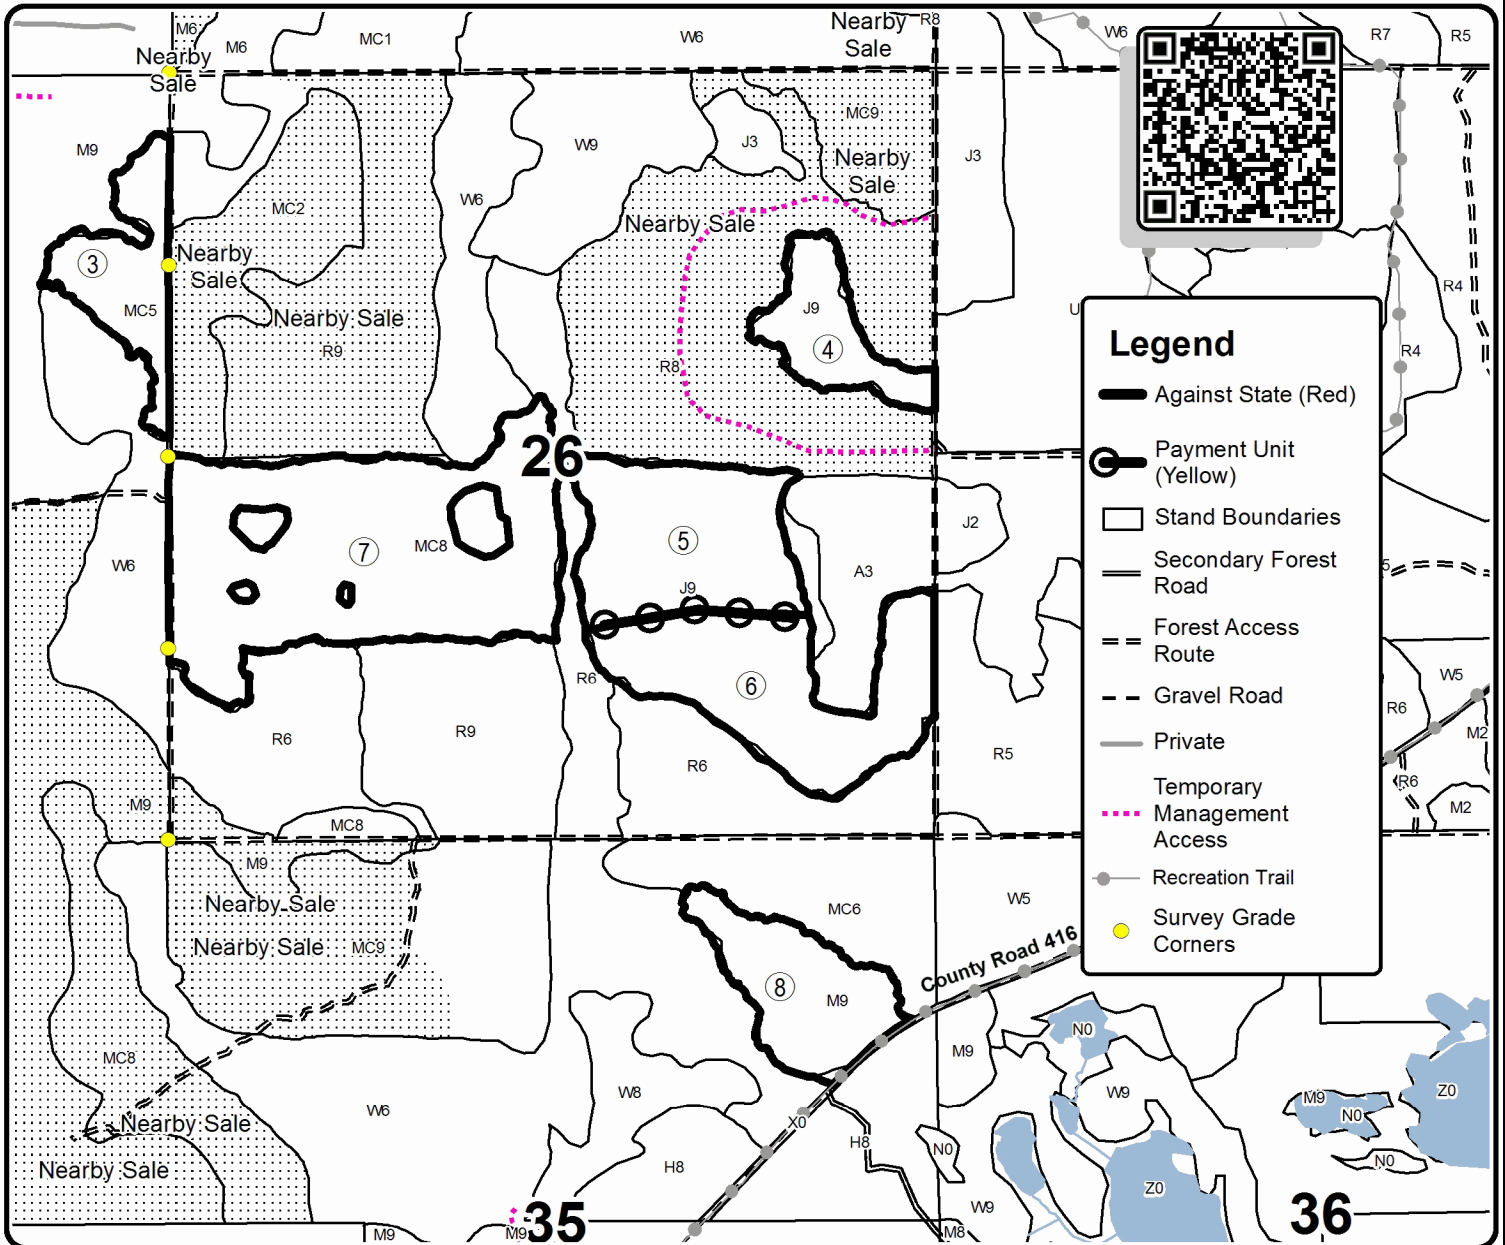 M6
M6
MC1
W6
Nearby
Sale
R8
W6
R7
R5
Nearby
Sale
M9
MC9
W9
J3
J3
Nearby
Sale
MC2
W6
Nearby Sale
Nearby
Sale
3
MC5
Nearby Sale
R9
J9
4
R8
R4
R4
U
26
W6
7
MC8
5
J9
A3
J2
5
R6
6
R6
R9
R6
R5
W5
R6
M2
R6
M2
M9
MC8
M9
Nearby Sale
Nearby Sale
MC9
MC6
W5
County Road 416
8
M9
MC8
W6
W8
M9
N0
W9
M9
N0
Z0
Nearby Sale
Nearby Sale
X0
H8
H8
N0
N0
Z0
W9
M9
M9
35
M8
36
Legend
Against State (Red)
Payment Unit
(Yellow)
Stand Boundaries
Secondary Forest
Road
Forest Access
Route
Gravel Road
Private
Temporary
Management
Access
Recreation Trail
Survey Grade
Corners